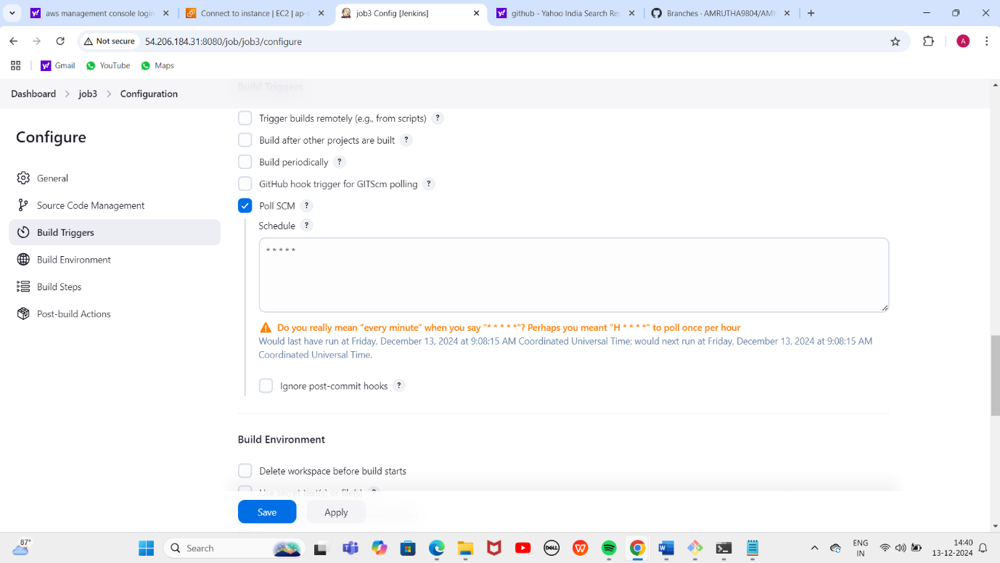 aws management console login
Connect to instance | EC2 | ap-s
job3 Config [Jenkins]
github - Yahoo India Search Res
Branches · AMRUTHA9804/AMM
Not secure
54.206.184.31:8080/job/job3/configure
A
Gmail
YouTube
Maps
Dashboard > job3 > Configuration
Build Triggers
Configure
General
Source Code Management
Build Triggers
Build Environment
Build Steps
Post-build Actions
Trigger builds remotely (e.g., from scripts) ?
Build after other projects are built ?
Build periodically ?
GitHub hook trigger for GITScm polling ?
Poll SCM ?
Schedule ?
* * * * *
Do you really mean "every minute" when you say "* * * * *"? Perhaps you meant "H * * * *" to poll once per hour
Would last have run at Friday, December 13, 2024 at 9:08:15 AM Coordinated Universal Time; would next run at Friday, December 13, 2024 at 9:08:15 AM
Coordinated Universal Time.
Ignore post-commit hooks ?
Build Environment
Delete workspace before build starts
Use secret text(s) or file(s) ?
Save
Apply
87°
Search
DELL
ENG
IN
14:40
13-12-2024